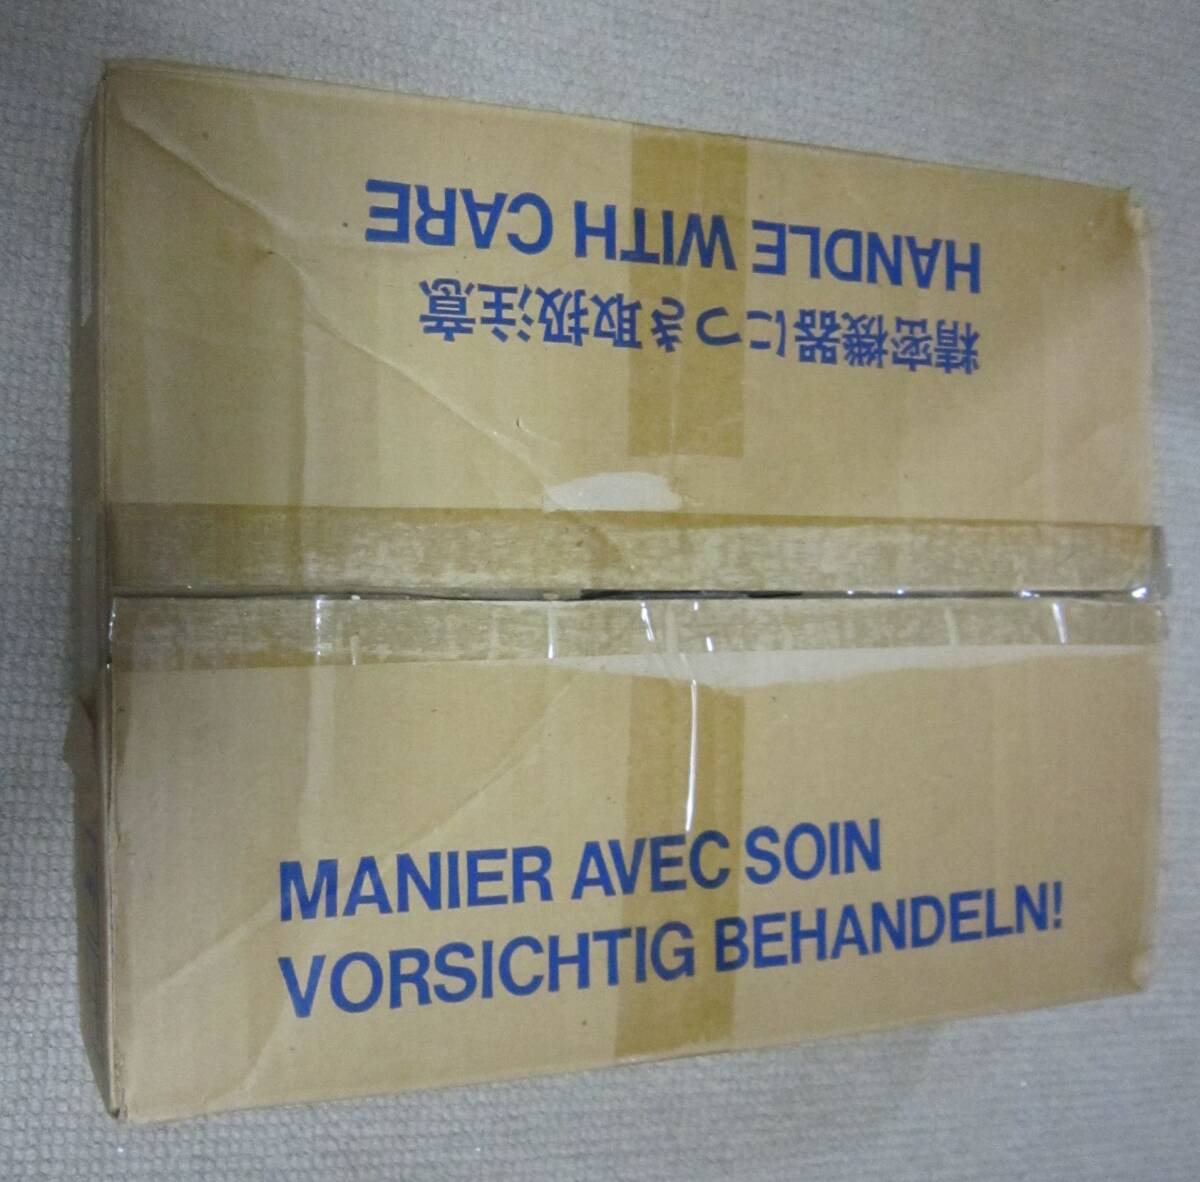 HANDLE WITH CARE
精密機器につき取扱注意
MANIER AVEC SOIN
VORSICHTIG BEHANDELN!